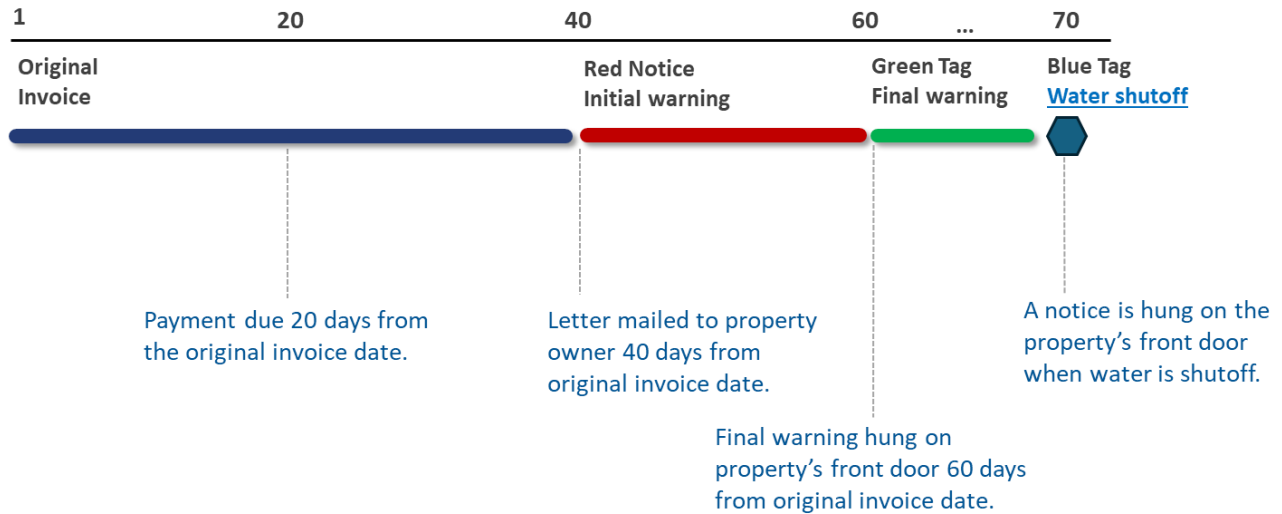 1 20 40 60 ... 70
Original
Invoice
Red Notice
Initial warning
Green Tag
Final warning
Blue Tag
Water shutoff
Payment due 20 days from
the original invoice date.
Letter mailed to property
owner 40 days from
original invoice date.
Final warning hung on
property’s front door 60 days
from original invoice date.
A notice is hung on the
property’s front door
when water is shutoff.